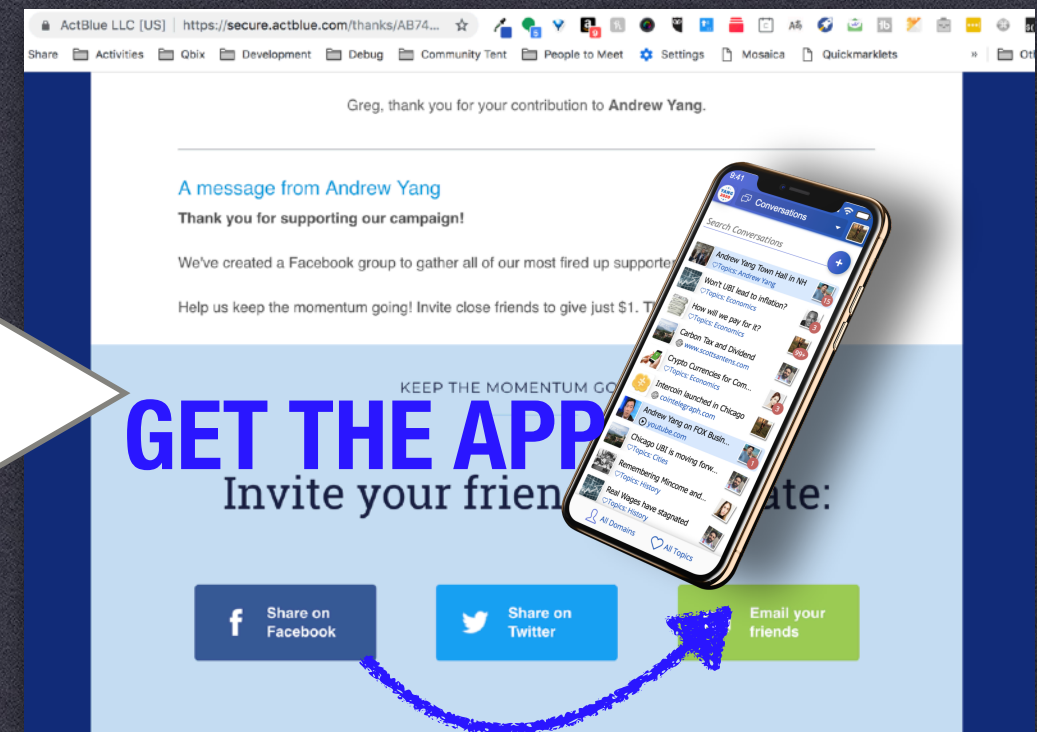 ActBlue LLC [US] | https://secure.actblue.com/thanks/AB74...
Share Activities Qbix Development Debug Community Tent People to Meet Settings Mosaica Quickmarklets »
Greg, thank you for your contribution to Andrew Yang.
A message from Andrew Yang
Thank you for supporting our campaign!
We've created a Facebook group to gather all of our most fired up
Help us keep the momentum going! Invite close friends to give just $1.
KEEP THE MOMENTUM
GET THE APP
Invite your
Share on
Facebook
Share on
Twitter
Email your
friends
9:41
Conversations
Search Conversations
+
Andrew Yang Town Hall in NH
Topics: Andrew Yang
15
Won't UBI lead to inflation?
Topics: Economics
3
How will we pay for it?
Topics: Economics
99+
Carbon Tax and Dividend
www.scottsantens.com
Crypto Currencies for Com...
Topics: Economics
3
Intercoin launched in Chicago
cointelegraph.com
Andrew Yang on FOX Busin...
youtube.com
1
Chicago UBI is moving forw...
Topics: Cities
Remembering Mincome and...
Topics: History
Real Wages have stagnated
Topics: History
All Domains
All Topics